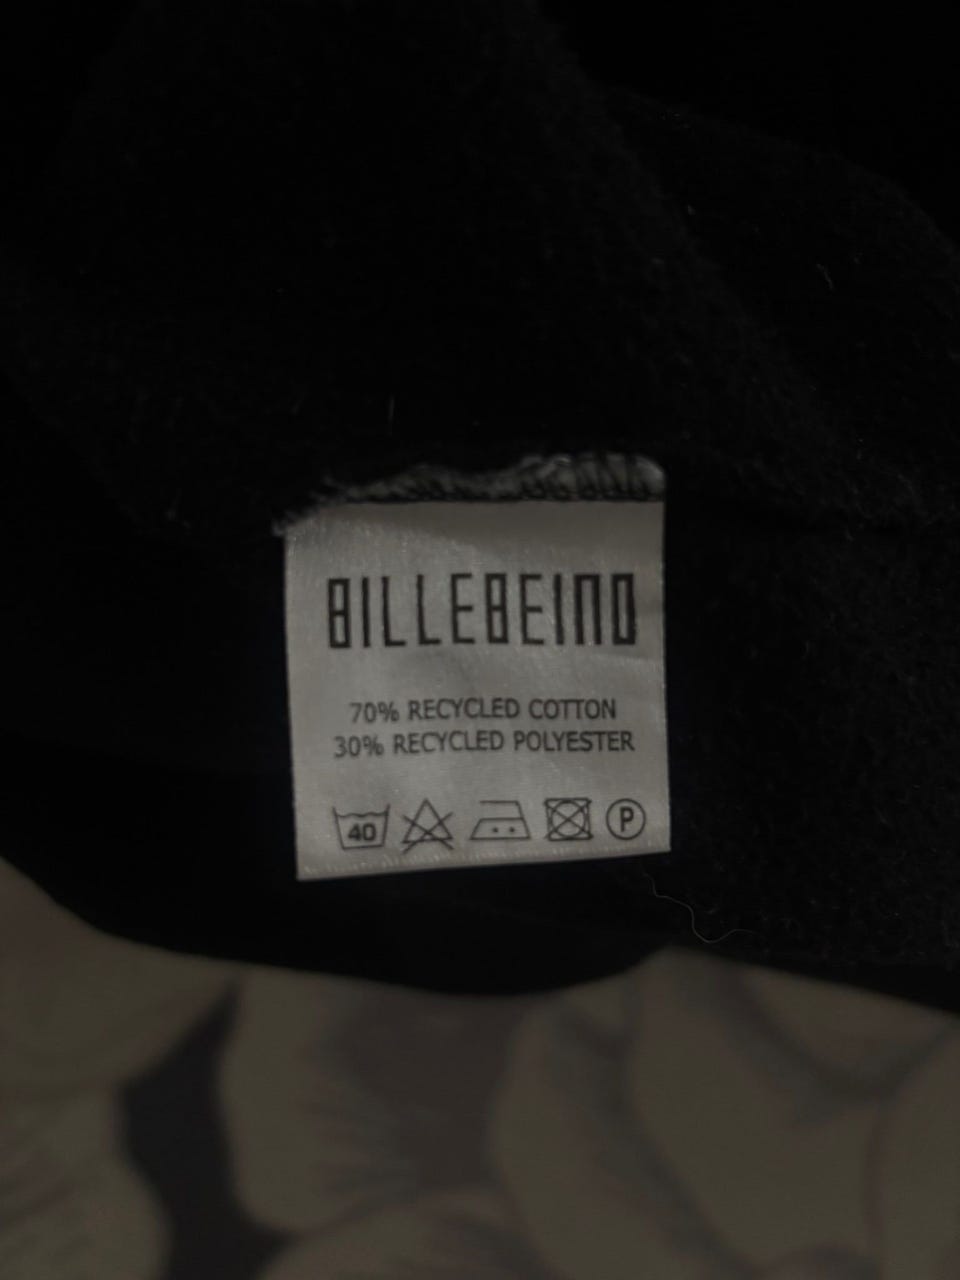 BILLEBEINO
70% RECYCLED COTTON
30% RECYCLED POLYESTER
40 P